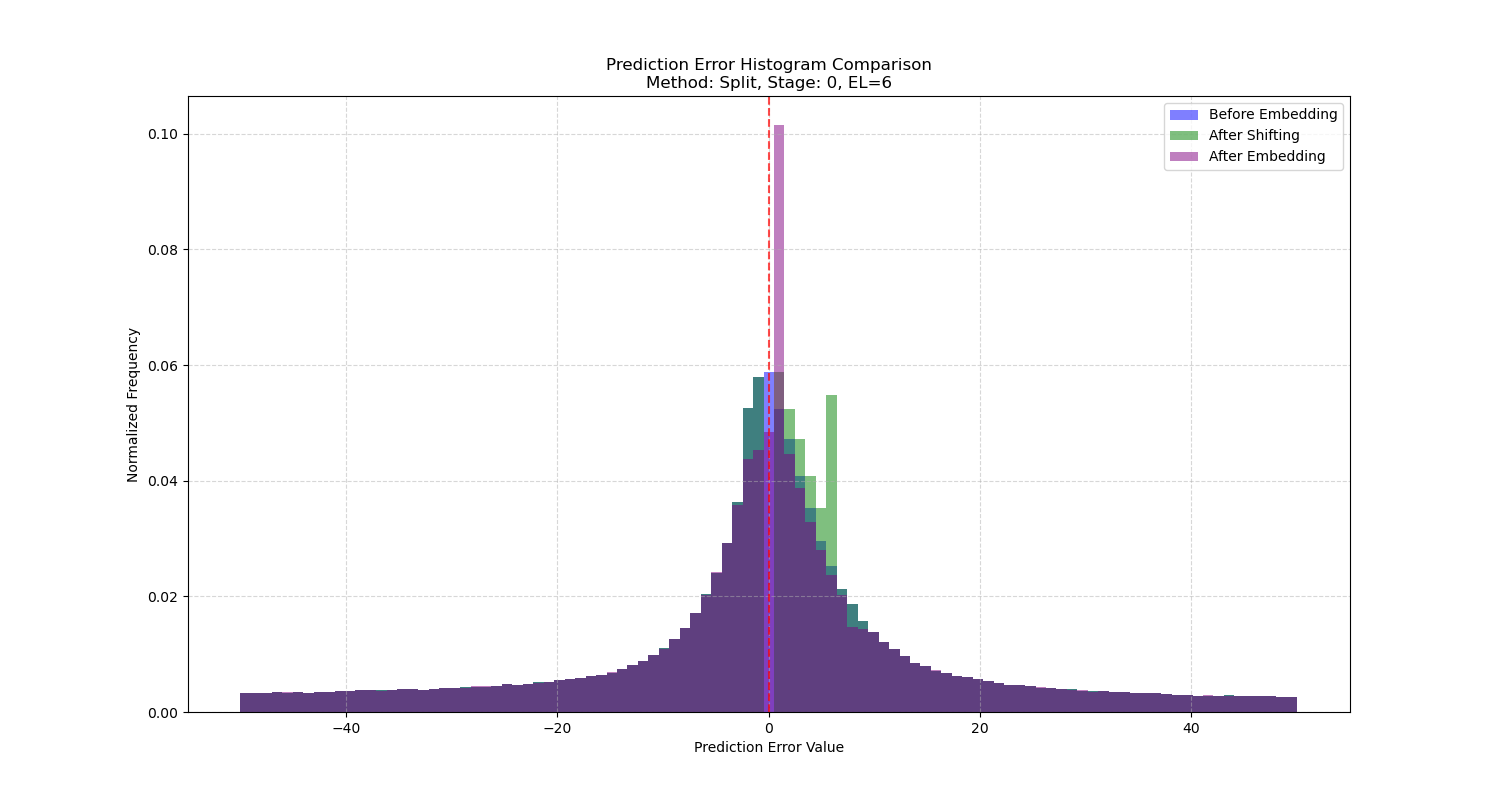 Prediction Error Histogram Comparison
Method: Split, Stage: 0, EL=6
Before Embedding
After Shifting
After Embedding
Normalized Frequency
0.10
0.08
0.06
0.04
0.02
0.00
−40
−20
0
20
40
Prediction Error Value